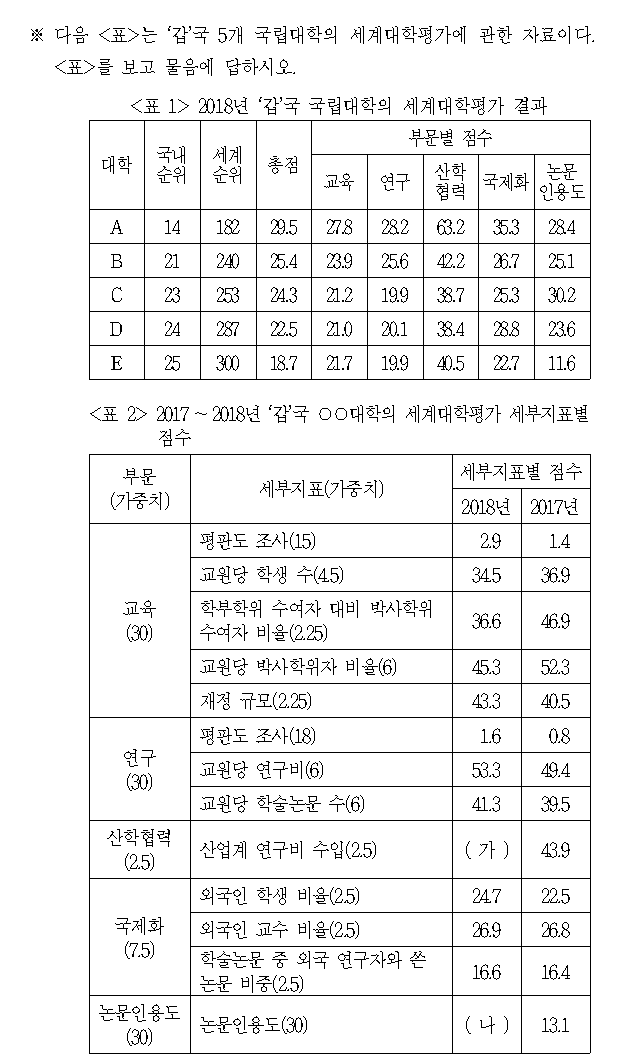 ※ 다음 <표>는 ‘갑’국 5개 국립대학의 세계대학평가에 관한 자료이다.
<표>를 보고 물음에 답하시오.
<표 1> 2018년 ‘갑’국 국립대학의 세계대학평가 결과
대학 국내순위 세계순위 총점 부문별 점수
교육 연구 산학협력 국제화 논문인용도
A 14 182 29.5 27.8 28.2 63.2 35.3 28.4
B 21 240 25.4 23.9 25.6 42.2 26.7 25.1
C 23 253 24.3 21.2 19.9 38.7 25.3 30.2
D 24 287 22.5 21.0 20.1 38.4 28.8 23.6
E 25 300 18.7 21.7 19.9 40.5 22.7 11.6
<표 2> 2017～2018년 ‘갑’국 ○○대학의 세계대학평가 세부지표별
점수
부문(가중치) 세부지표(가중치) 세부지표별 점수
2018년 2017년
교육(30)
평판도 조사(15) 2.9 1.4
교원당 학생 수(4.5) 34.5 36.9
학부학위 수여자 대비 박사학위
수여자 비율(2.25) 36.6 46.9
교원당 박사학위자 비율(6) 45.3 52.3
재정 규모(2.25) 43.3 40.5
연구(30)
평판도 조사(18) 1.6 0.8
교원당 연구비(6) 53.3 49.4
교원당 학술논문 수(6) 41.3 39.5
산학협력(2.5) 산업계 연구비 수입(2.5) ( 가 ) 43.9
국제화(7.5)
외국인 학생 비율(2.5) 24.7 22.5
외국인 교수 비율(2.5) 26.9 26.8
학술논문 중 외국 연구자와 쓴
논문 비중(2.5) 16.6 16.4
논문인용도(30) 논문인용도(30) ( 나 ) 13.1